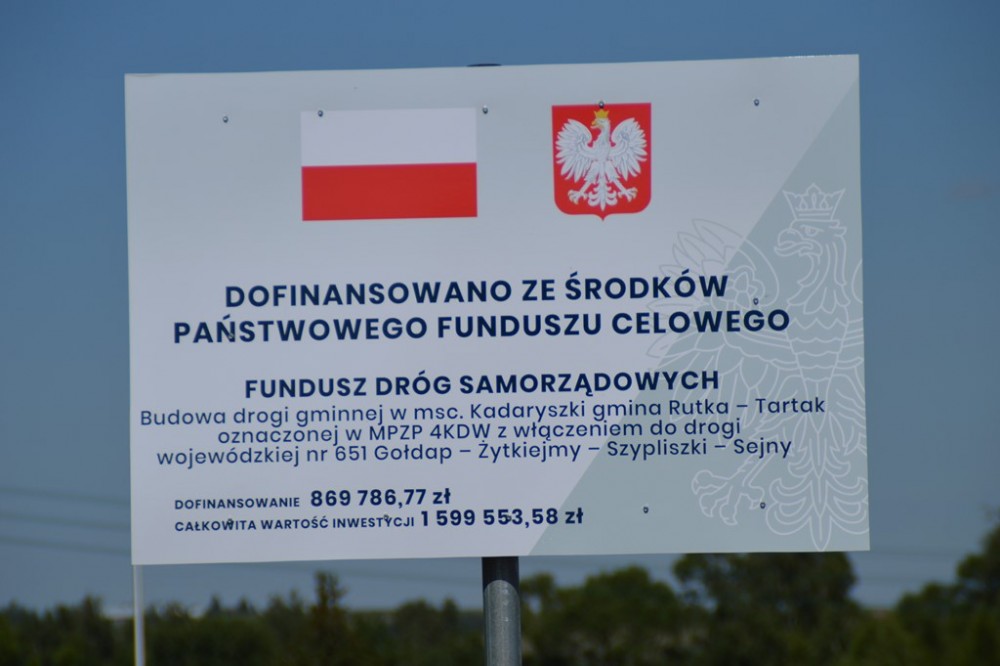 DOFINANSOWANO ZE ŚRODKÓW
PAŃSTWOWEGO FUNDUSZU CELOWEGO
FUNDUSZ DRÓG SAMORZĄDOWYCH
Budowa drogi gminnej w msc. Kadaryszki gmina Rutka – Tartak
oznaczonej w MPZP 4KDW z włączeniem do drogi
wojewódzkiej nr 651 Gołdap – Żytkiejmy – Szypliszki – Sejny
DOFINANSOWANIE 869 786,77 zł
CAŁKOWITA WARTOŚĆ INWESTYCJI 1 599 553,58 zł